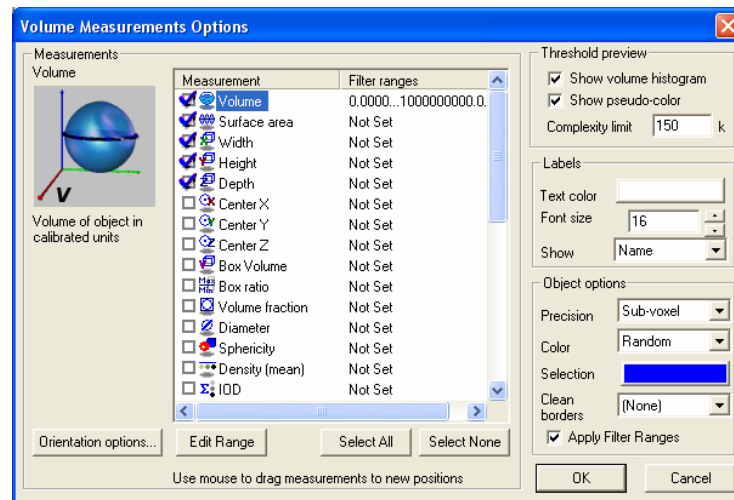 Volume Measurements Options
Measurements
Volume
V
Volume of object in
calibrated units
Measurement Filter ranges
Volume 0.0000...1000000000.0.
Surface area Not Set
Width Not Set
Height Not Set
Depth Not Set
Center X Not Set
Center Y Not Set
Center Z Not Set
Box Volume Not Set
Max Min Box ratio Not Set
Volume fraction Not Set
Diameter Not Set
Sphericity Not Set
Density (mean) Not Set
Σ IOD Not Set
Orientation options... Edit Range Select All Select None
Use mouse to drag measurements to new positions
Threshold preview
Show volume histogram
Show pseudo-color
Complexity limit 150 k
Labels
Text color
Font size 16
Show Name
Object options
Precision Sub-voxel
Color Random
Selection
Clean
borders (None)
Apply Filter Ranges
OK Cancel